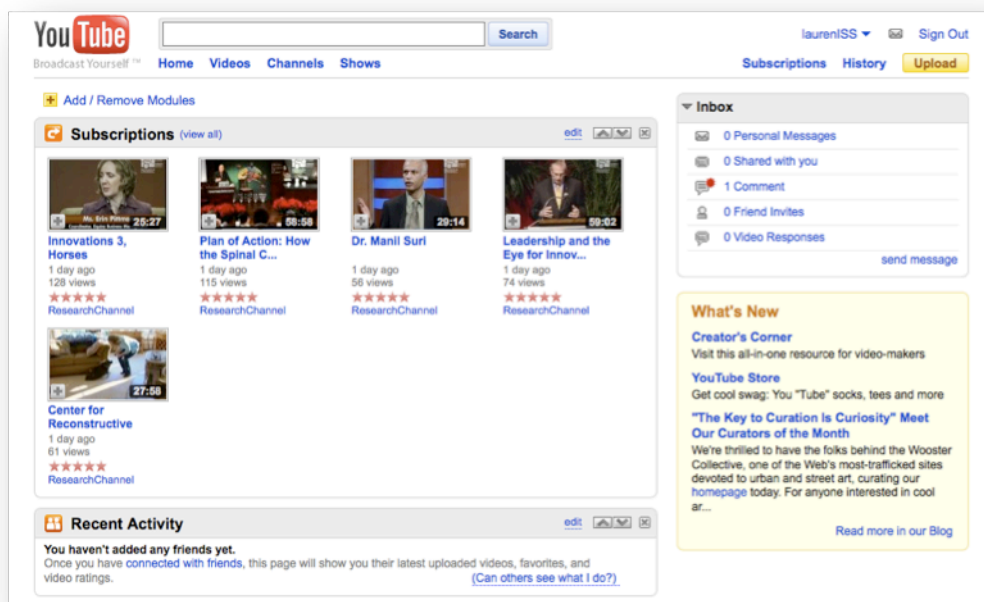 YouTube
Broadcast Yourself ™
Search
laurenISS
Sign Out
Home Videos Channels Shows
Subscriptions History Upload
Add / Remove Modules
Subscriptions (view all)
edit
25:27
Innovations 3,
Horses
1 day ago
128 views
ResearchChannel
58:58
Plan of Action: How
the Spinal C...
1 day ago
115 views
ResearchChannel
29:14
Dr. Manil Suri
1 day ago
56 views
ResearchChannel
59:02
Leadership and the
Eye for Innov...
1 day ago
74 views
ResearchChannel
27:58
Center for
Reconstructive
1 day ago
61 views
ResearchChannel
Recent Activity
edit
You haven't added any friends yet.
Once you have connected with friends, this page will show you their latest uploaded videos, favorites, and
video ratings.
(Can others see what I do?)
Inbox
0 Personal Messages
0 Shared with you
1 Comment
0 Friend Invites
0 Video Responses
send message
What's New
Creator's Corner
Visit this all-in-one resource for video-makers
YouTube Store
Get cool swag: You "Tube" socks, tees and more
"The Key to Curation Is Curiosity" Meet
Our Curators of the Month
We're thrilled to have the folks behind the Wooster
Collective, one of the Web's most-trafficked sites
devoted to urban and street art, curating our
homepage today. For anyone interested in cool
ar...
Read more in our Blog